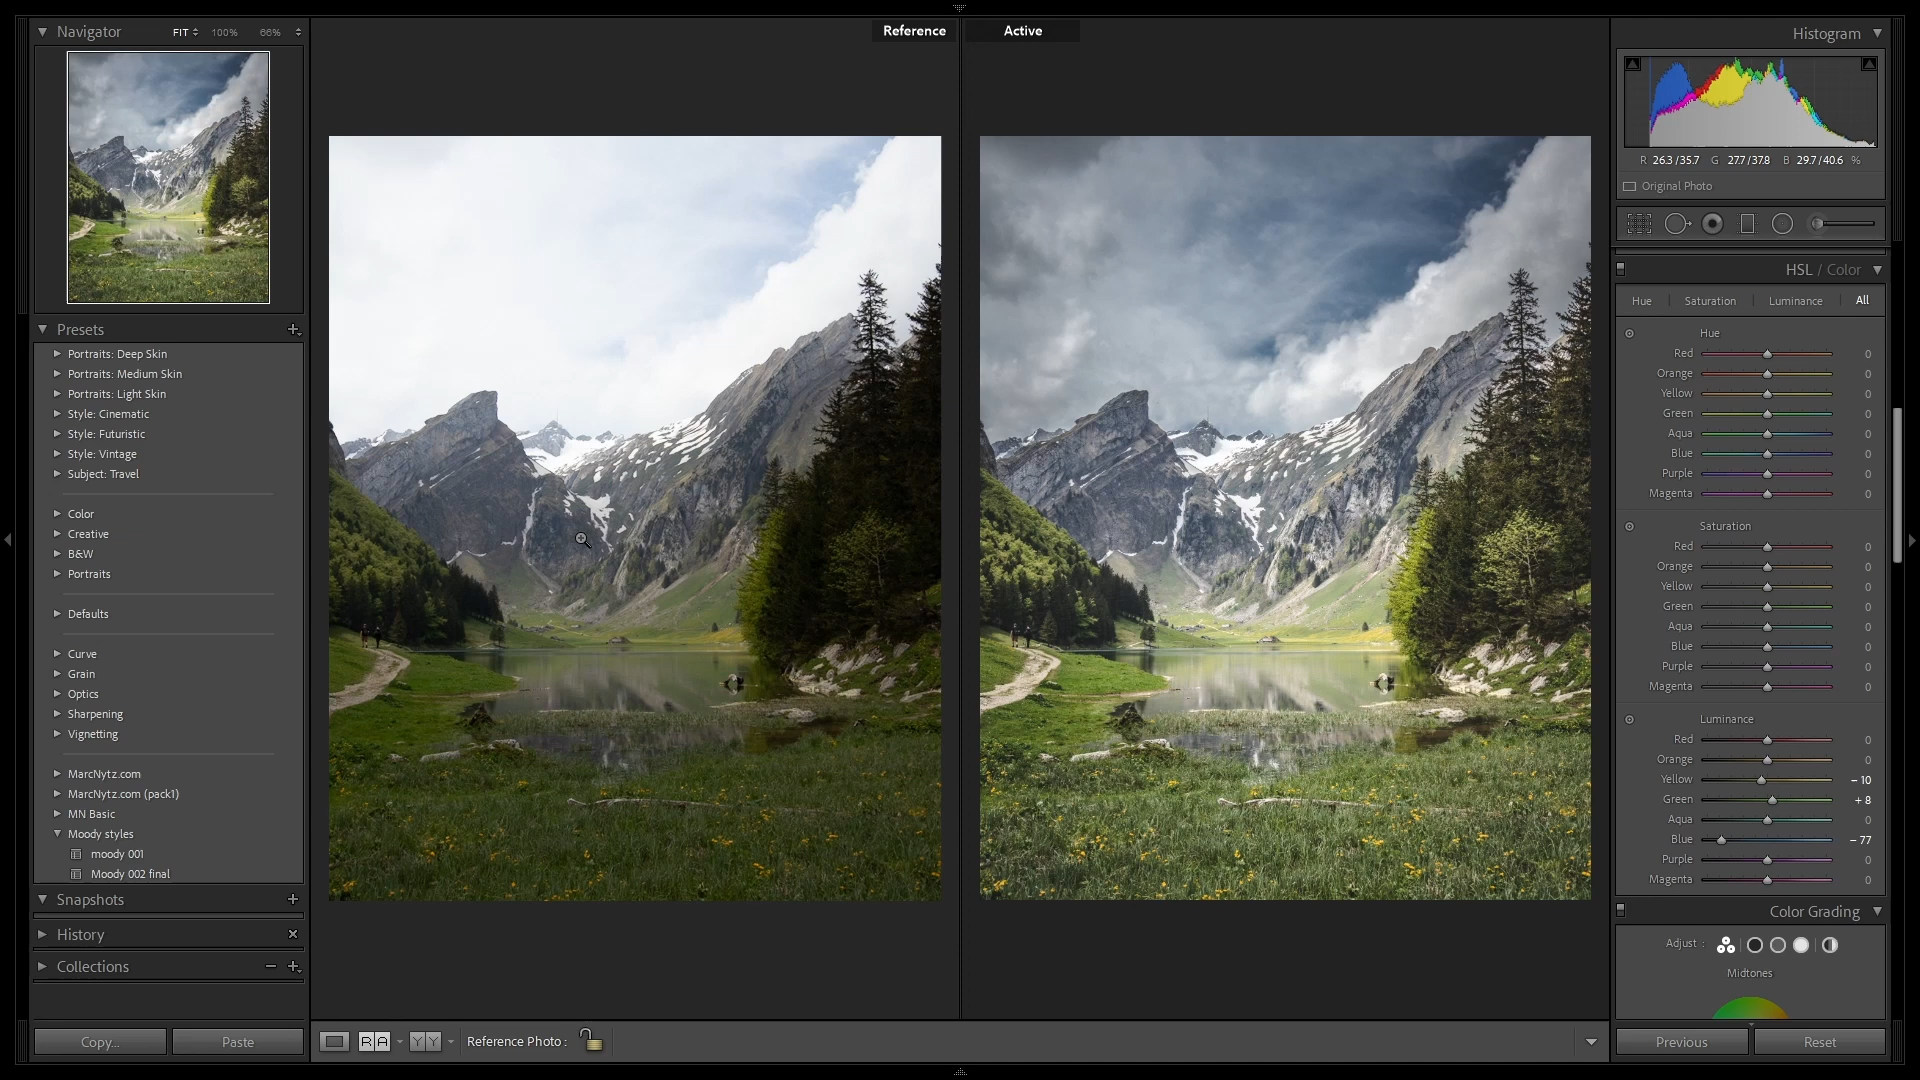 Navigator FIT 100% 66%
Presets
Portraits: Deep Skin
Portraits: Medium Skin
Portraits: Light Skin
Style: Cinematic
Style: Futuristic
Style: Vintage
Subject: Travel
Color
Creative
B&W
Portraits
Defaults
Curve
Grain
Optics
Sharpening
Vignetting
MarcNytz.com
MarcNytz.com (pack1)
MN Basic
Moody styles
moody 001
Moody 002 final
Snapshots
History
Collections
Copy... Paste
Reference Active
RA YY Reference Photo :
Histogram
R 26.3 / 35.7 G 27.7 / 37.8 B 29.7 / 40.6 %
Original Photo
HSL / Color
Hue Saturation Luminance All
Hue
Red 0
Orange 0
Yellow 0
Green 0
Aqua 0
Blue 0
Purple 0
Magenta 0
Saturation
Red 0
Orange 0
Yellow 0
Green 0
Aqua 0
Blue 0
Purple 0
Magenta 0
Luminance
Red 0
Orange 0
Yellow – 10
Green + 8
Aqua 0
Blue – 77
Purple 0
Magenta 0
Color Grading
Adjust :
Midtones
Previous Reset